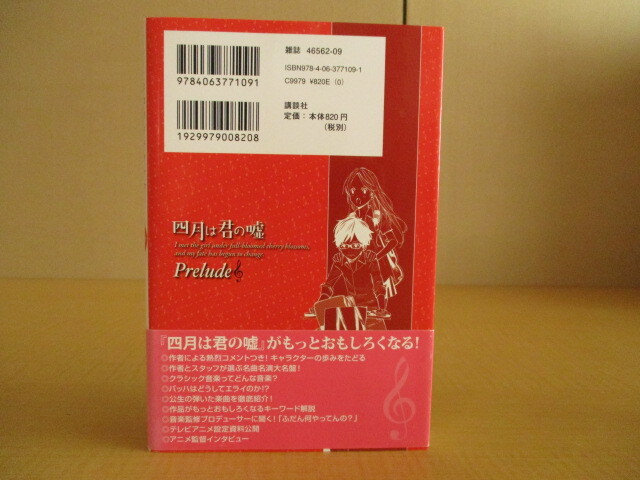 雑誌 46562-09
ISBN978-4-06-377109-1
C9979 ¥820E (0)
9784063771091
講談社
定価：本体820円
(税別)
1929979008208
四月は君の嘘
I met the girl under full-bloomed cherry blossoms,
and my fate has begun to change.
Prelude
『四月は君の嘘』がもっとおもしろくなる!
◎作者による熱烈コメントつき!キャラクターの歩みをたどる
◎作者とスタッフが選ぶ名曲名演大名盤!
◎クラシック音楽ってどんな音楽?
◎バッハはどうしてエライのか!?
◎公生の弾いた楽曲を徹底紹介!
◎作品がもっとおもしろくなるキーワード解説
◎音楽監修プロデューサーに聞く!「ふだん何やってんの?」
◎テレビアニメ設定資料公開
◎アニメ監督インタビュー